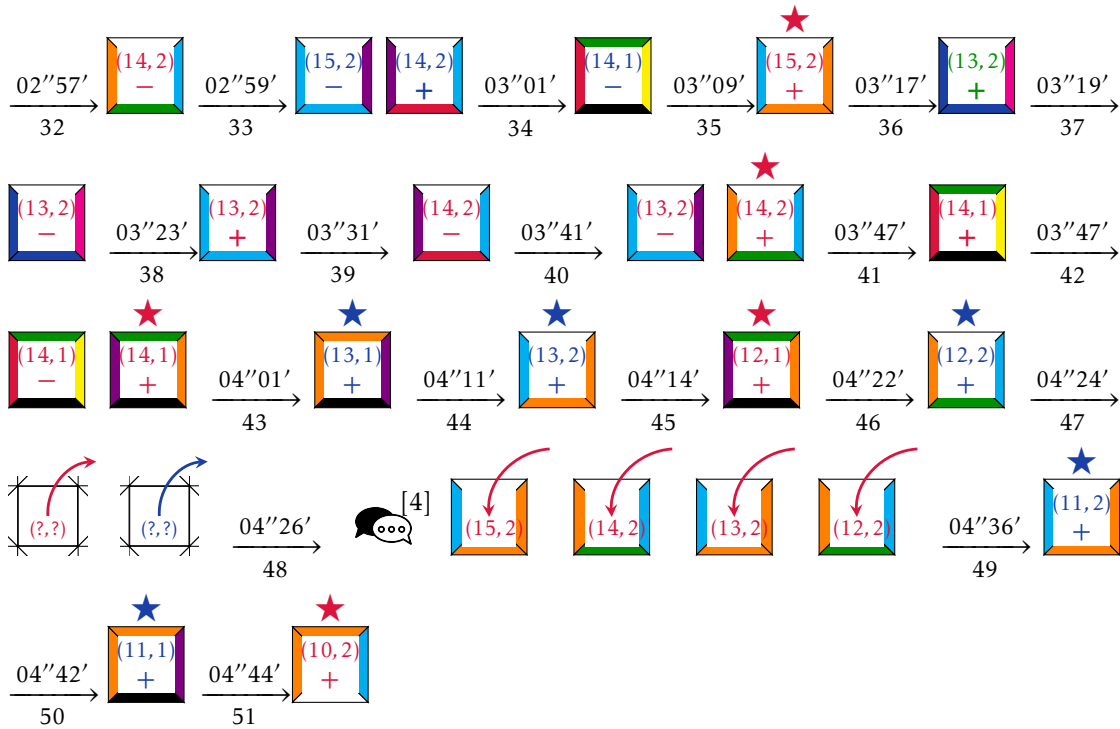 02′′57′ 32 (14, 2) − 02′′59′ 33 (15, 2) − (14, 2) + 03′′01′ 34 (14, 1) − 03′′09′ 35 (15, 2) + 03′′17′ 36 (13, 2) + 03′′19′ 37
(13, 2) − 03′′23′ 38 (13, 2) + 03′′31′ 39 (14, 2) − 03′′41′ 40 (13, 2) − (14, 2) + 03′′47′ 41 (14, 1) + 03′′47′ 42
(14, 1) − (14, 1) + 04′′01′ 43 (13, 1) + 04′′11′ 44 (13, 2) + 04′′14′ 45 (12, 1) + 04′′22′ 46 (12, 2) + 04′′24′ 47
(?, ?) (?, ?) 04′′26′ 48 [4] (15, 2) (14, 2) (13, 2) (12, 2) 04′′36′ 49 (11, 2) +
04′′42′ 50 (11, 1) + 04′′44′ 51 (10, 2) +